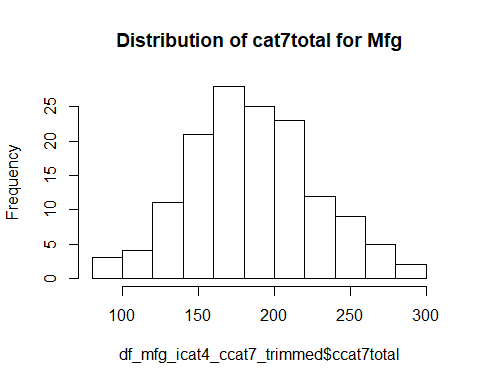 Distribution of cat7total for Mfg
Frequency
25
20
15
10
5
0
100 150 200 250 300
df_mfg_icat4_ccat7_trimmed$ccat7total